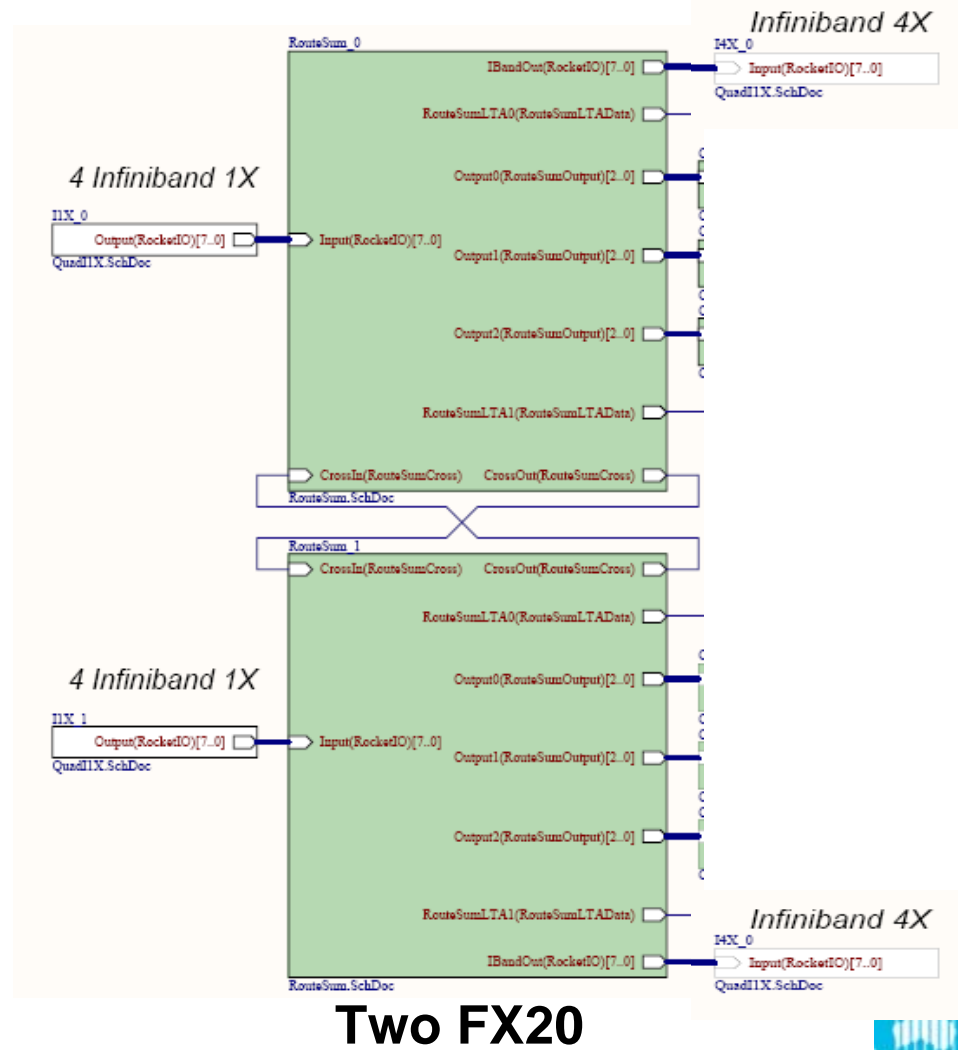 Infiniband 4X
RouteSum_0
I4X_0
IBandOut(RocketIO)[7..0]
Input(RocketIO)[7..0]
QuadI1X.SchDoc
RouteSumLTA0(RouteSumLTAData)
4 Infiniband 1X
Output0(RouteSumOutput)[2..0]
I1X_0
Output(RocketIO)[7..0]
Input(RocketIO)[7..0]
QuadI1X.SchDoc
Output1(RouteSumOutput)[2..0]
Output2(RouteSumOutput)[2..0]
RouteSumLTA1(RouteSumLTAData)
CrossIn(RouteSumCross)
CrossOut(RouteSumCross)
RouteSum.SchDoc
RouteSum_1
CrossIn(RouteSumCross)
CrossOut(RouteSumCross)
RouteSumLTA0(RouteSumLTAData)
4 Infiniband 1X
Output0(RouteSumOutput)[2..0]
I1X_1
Output(RocketIO)[7..0]
Input(RocketIO)[7..0]
QuadI1X.SchDoc
Output1(RouteSumOutput)[2..0]
Output2(RouteSumOutput)[2..0]
RouteSumLTA1(RouteSumLTAData)
Infiniband 4X
I4X_0
IBandOut(RocketIO)[7..0]
Input(RocketIO)[7..0]
RouteSum.SchDoc
QuadI1X.SchDoc
Two FX20